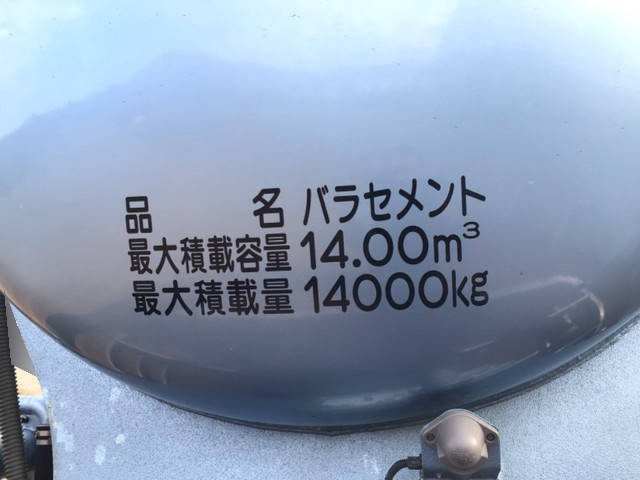 品 名 バラセメント
最大積載容量 14.00m³
最大積載量 14000kg